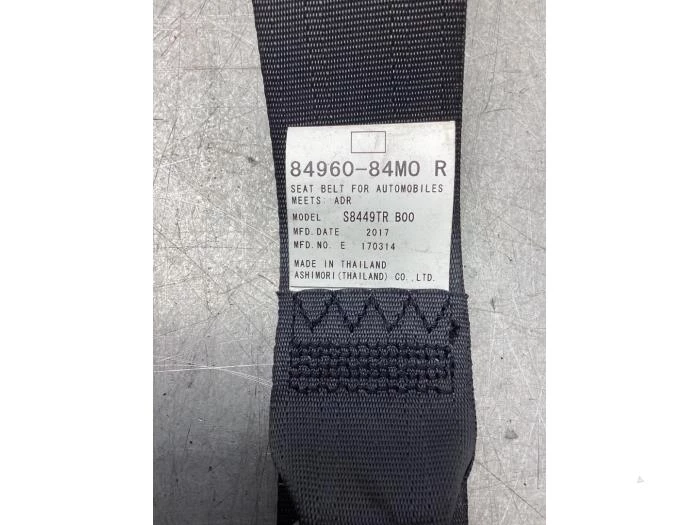 84960-84M0 R
SEAT BELT FOR AUTOMOBILES
MEETS: ADR
MODEL S8449TR B00
MFD. DATE 2017
MFD. NO. E 170314
MADE IN THAILAND
ASHIMORI (THAILAND) CO., LTD.